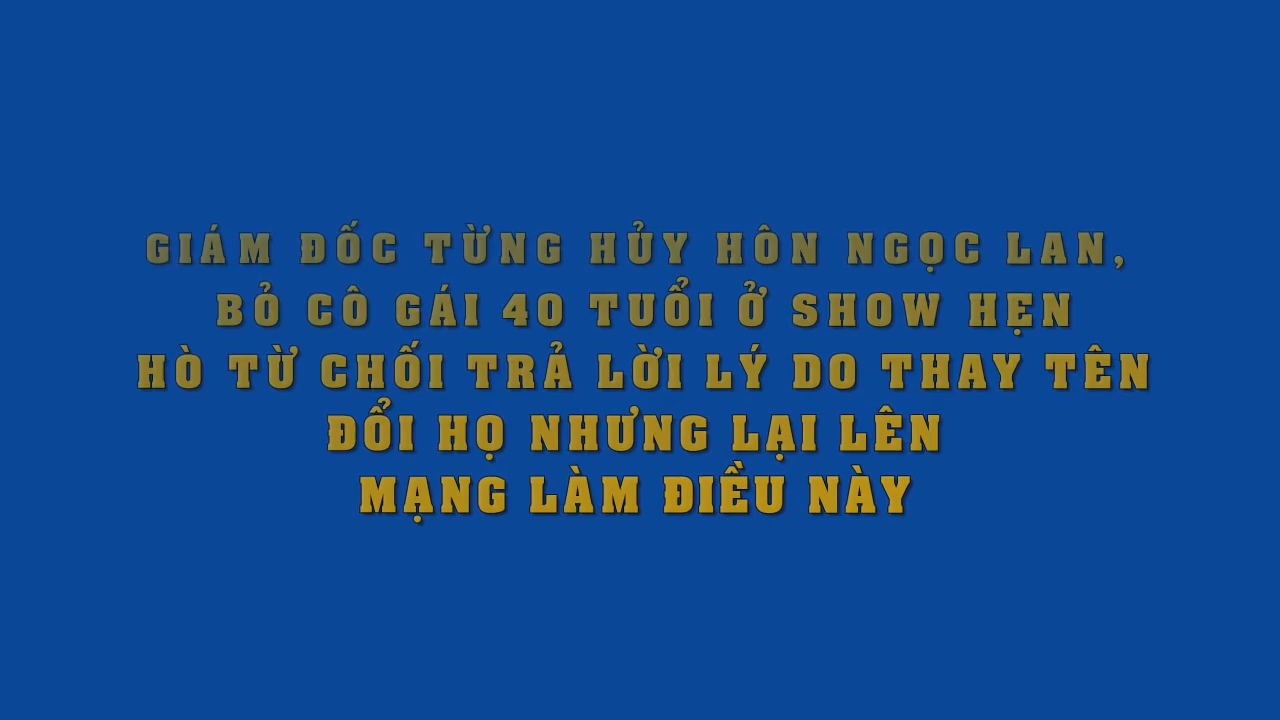 GIÁM ĐỐC TỪNG HỦY HÔN NGỌC LAN,
BỎ CÔ GÁI 40 TUỔI Ở SHOW HẸN
HÒ TỪ CHỐI TRẢ LỜI LÝ DO THAY TÊN
ĐỔI HỌ NHƯNG LẠI LÊN
MẠNG LÀM ĐIỀU NÀY